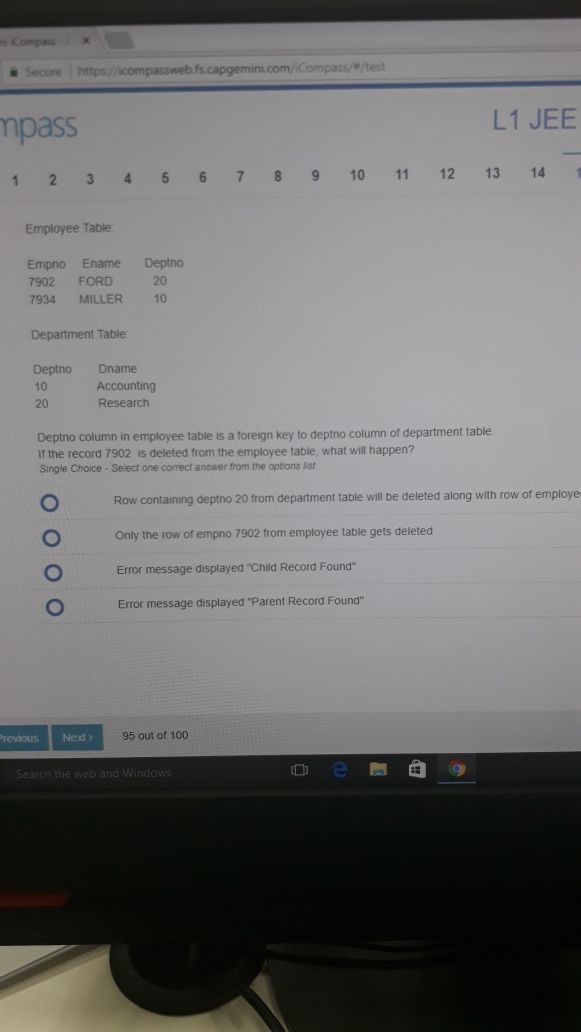 iCompass - C ×
Secure https://icompassweb.fs.capgemini.com/iCompass/#/test
mpass
L1 JEE
1 2 3 4 5 6 7 8 9 10 11 12 13 14 1
Employee Table:
Empno Ename Deptno
7902 FORD 20
7934 MILLER 10
Department Table:
Deptno Dname
10 Accounting
20 Research
Deptno column in employee table is a foreign key to deptno column of department table.
If the record 7902 is deleted from the employee table, what will happen?
Single Choice - Select one correct answer from the options list.
Row containing deptno 20 from department table will be deleted along with row of employe
Only the row of empno 7902 from employee table gets deleted
Error message displayed "Child Record Found"
Error message displayed "Parent Record Found"
Previous Next › 95 out of 100
Search the web and Windows